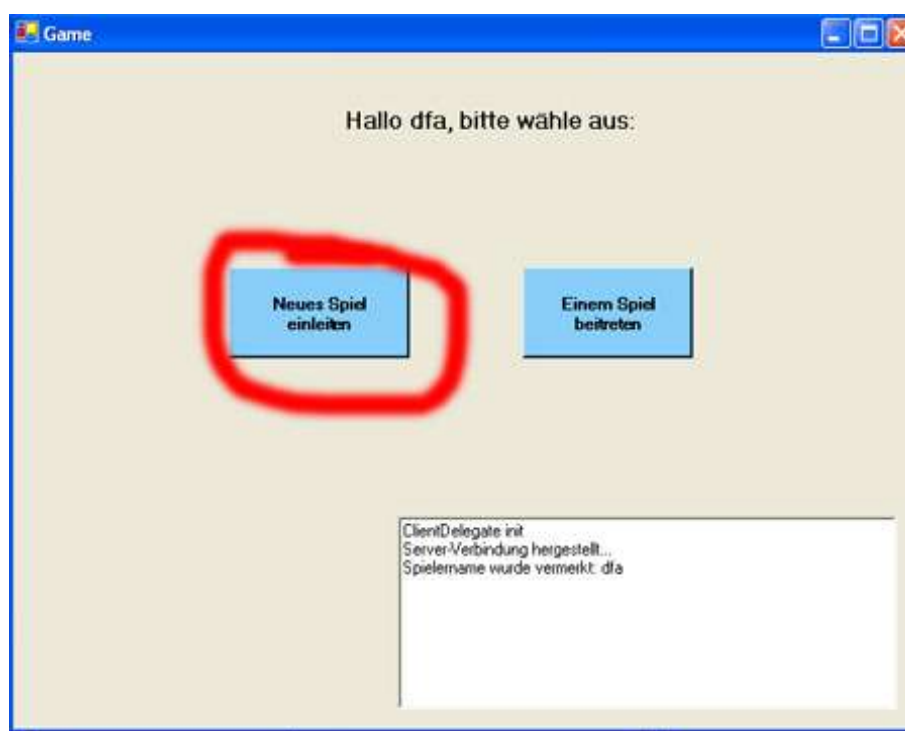 Game
Hallo dfa, bitte wähle aus:
Neues Spiel
einleiten
Einem Spiel
beitreten
ClientDelegate init
Server-Verbindung hergestellt...
Spielername wurde vermerkt: dfa